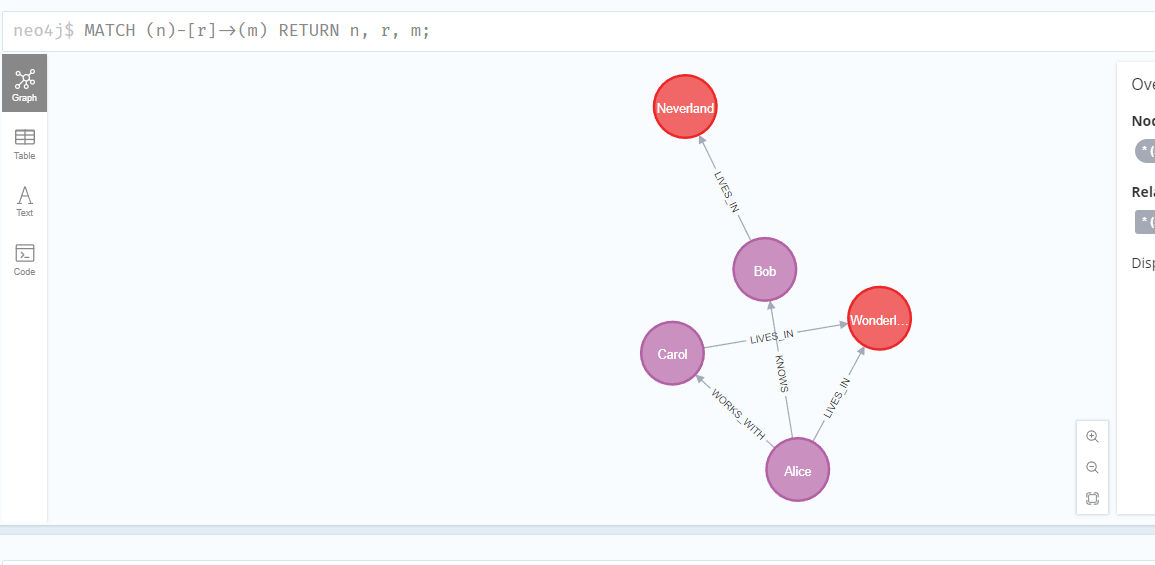 neo4j$ MATCH (n)-[r]->(m) RETURN n, r, m;
Graph
Table
Text
Code
Neverland
LIVES_IN
Bob
Wonderl...
LIVES_IN
Carol
KNOWS
LIVES_IN
WORKS_WITH
Alice
Ove
Nod
* (
Rela
* (
Disp